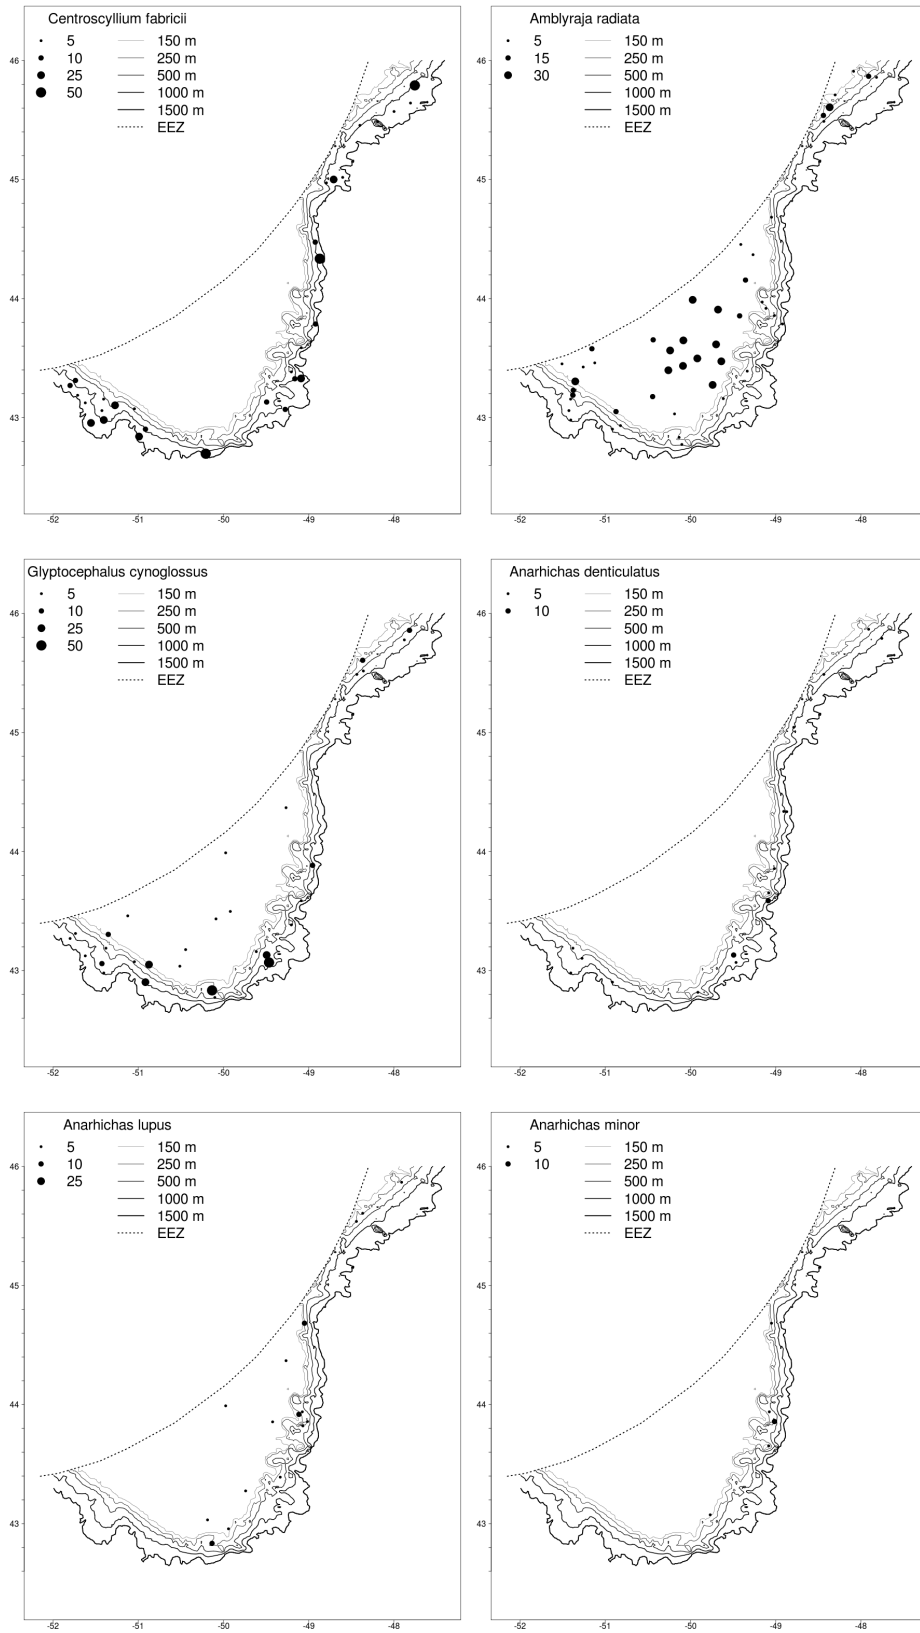 Centroscyllium fabricii
5 150 m
10 250 m
25 500 m
50 1000 m
1500 m
EEZ
46
45
44
43
-52 -51 -50 -49 -48
Amblyraja radiata
5 150 m
15 250 m
30 500 m
1000 m
1500 m
EEZ
46
45
44
43
-52 -51 -50 -49 -48
Glyptocephalus cynoglossus
5 150 m
10 250 m
25 500 m
50 1000 m
1500 m
EEZ
46
45
44
43
-52 -51 -50 -49 -48
Anarhichas denticulatus
5 150 m
10 250 m
500 m
1000 m
1500 m
EEZ
46
45
44
43
-52 -51 -50 -49 -48
Anarhichas lupus
5 150 m
10 250 m
25 500 m
1000 m
1500 m
EEZ
46
45
44
43
-52 -51 -50 -49 -48
Anarhichas minor
5 150 m
10 250 m
500 m
1000 m
1500 m
EEZ
46
45
44
43
-52 -51 -50 -49 -48